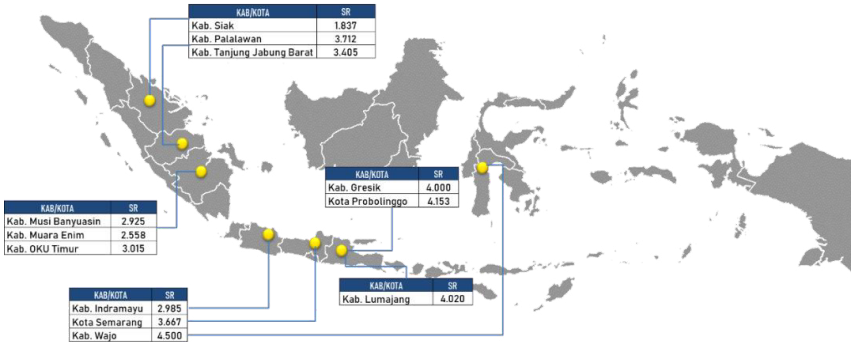 KAB/KOTA SR
Kab. Siak 1.837
Kab. Palalawan 3.712
Kab. Tanjung Jabung Barat 3.405
KAB/KOTA SR
Kab. Gresik 4.000
Kota Probolinggo 4.153
KAB/KOTA SR
Kab. Musi Banyuasin 2.925
Kab. Muara Enim 2.558
Kab. OKU Timur 3.015
KAB/KOTA SR
Kab. Lumajang 4.020
KAB/KOTA SR
Kab. Indramayu 2.985
Kota Semarang 3.667
Kab. Wajo 4.500